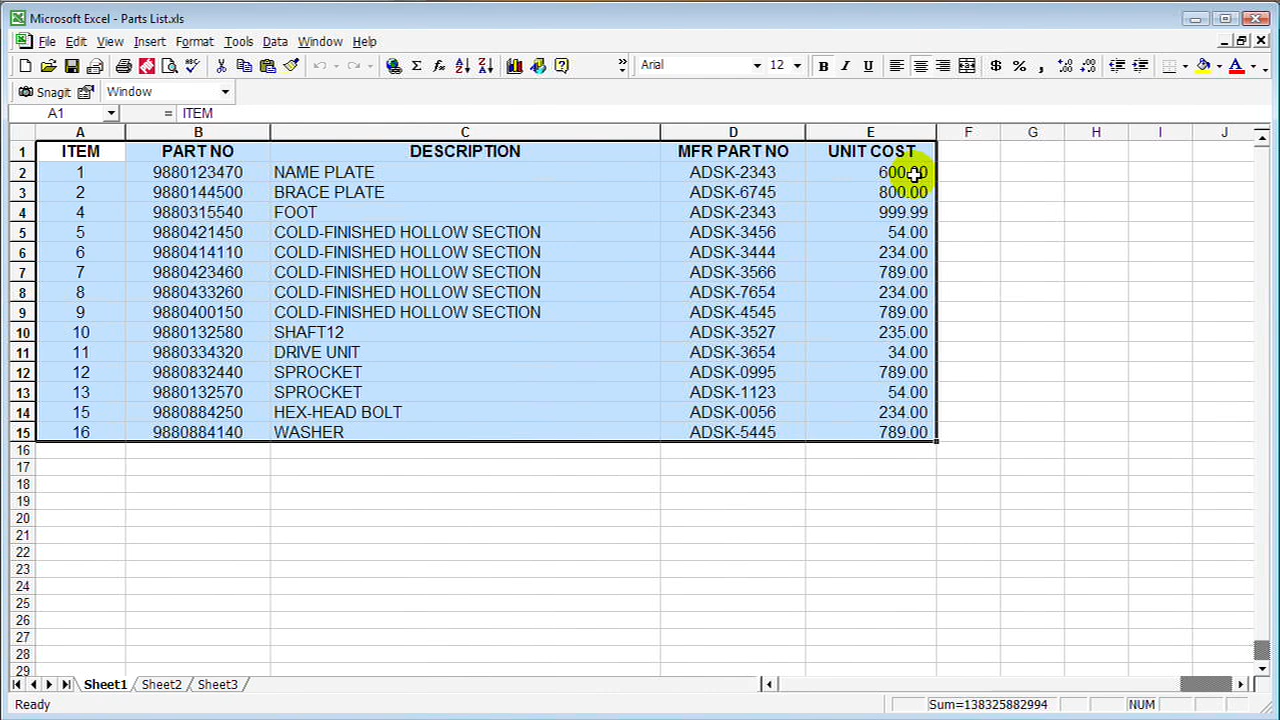 Microsoft Excel - Parts List.xls
File Edit View Insert Format Tools Data Window Help
Arial 12 B I U $ % ,
Snagit Window
A1 = ITEM
A B C D E F G H I J
1 ITEM PART NO DESCRIPTION MFR PART NO UNIT COST
2 1 9880123470 NAME PLATE ADSK-2343 600.00
3 2 9880144500 BRACE PLATE ADSK-6745 800.00
4 4 9880315540 FOOT ADSK-2343 999.99
5 5 9880421450 COLD-FINISHED HOLLOW SECTION ADSK-3456 54.00
6 6 9880414110 COLD-FINISHED HOLLOW SECTION ADSK-3444 234.00
7 7 9880423460 COLD-FINISHED HOLLOW SECTION ADSK-3566 789.00
8 8 9880433260 COLD-FINISHED HOLLOW SECTION ADSK-7654 234.00
9 9 9880400150 COLD-FINISHED HOLLOW SECTION ADSK-4545 789.00
10 10 9880132580 SHAFT12 ADSK-3527 235.00
11 11 9880334320 DRIVE UNIT ADSK-3654 34.00
12 12 9880832440 SPROCKET ADSK-0995 789.00
13 13 9880132570 SPROCKET ADSK-1123 54.00
14 15 9880884250 HEX-HEAD BOLT ADSK-0056 234.00
15 16 9880884140 WASHER ADSK-5445 789.00
16
17
18
19
20
21
22
23
24
25
26
27
28
29
Sheet1 Sheet2 Sheet3
Ready Sum=138325882994 NUM